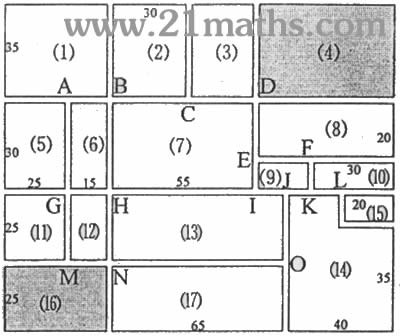 www.21maths.com
30
35 (1) (2) (3) (4)
A B D
C
(5) (6) (7) (8) 20
30 E F
(9) J L 30 (10)
25 15 55
G H I K 20 (15)
25 (11) (12) (13)
M N O (14) 35
25 (16) (17)
65 40